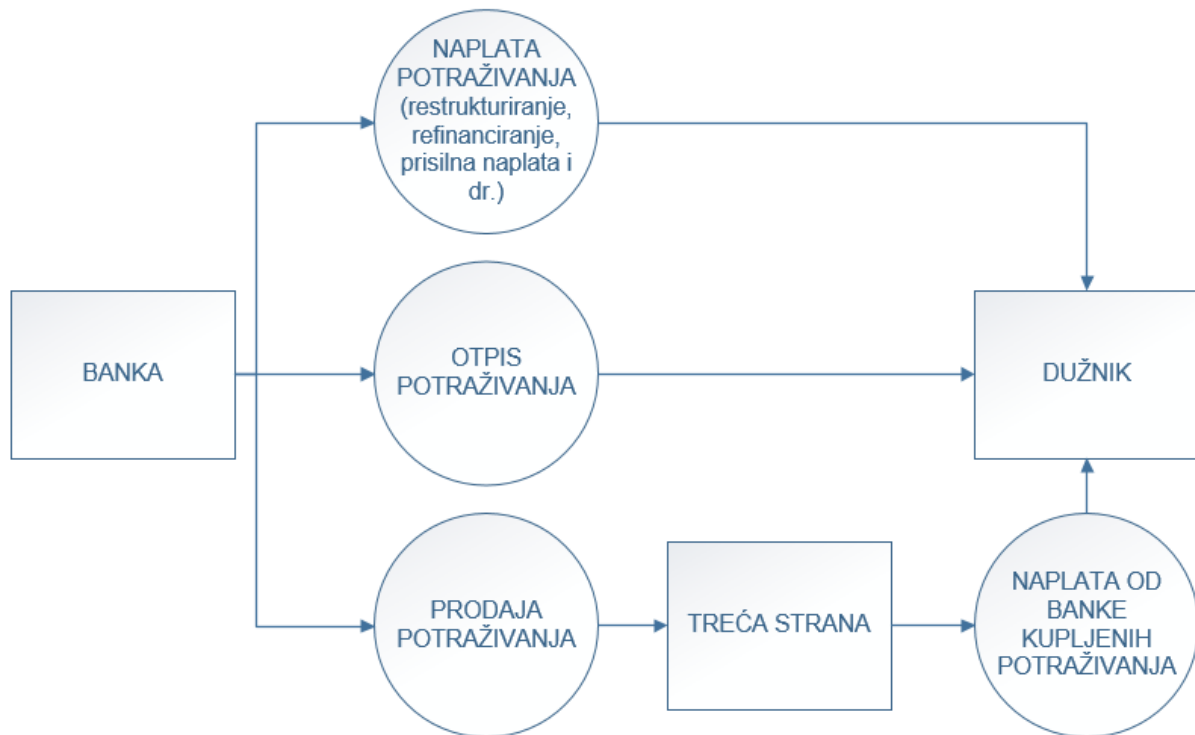 NAPLATA
POTRAŽIVANJA
(restrukturiranje,
refinanciranje,
prisilna naplata i
dr.)
BANKA
OTPIS
POTRAŽIVANJA
DUŽNIK
PRODAJA
POTRAŽIVANJA
TREĆA STRANA
NAPLATA OD
BANKE
KUPLJENIH
POTRAŽIVANJA